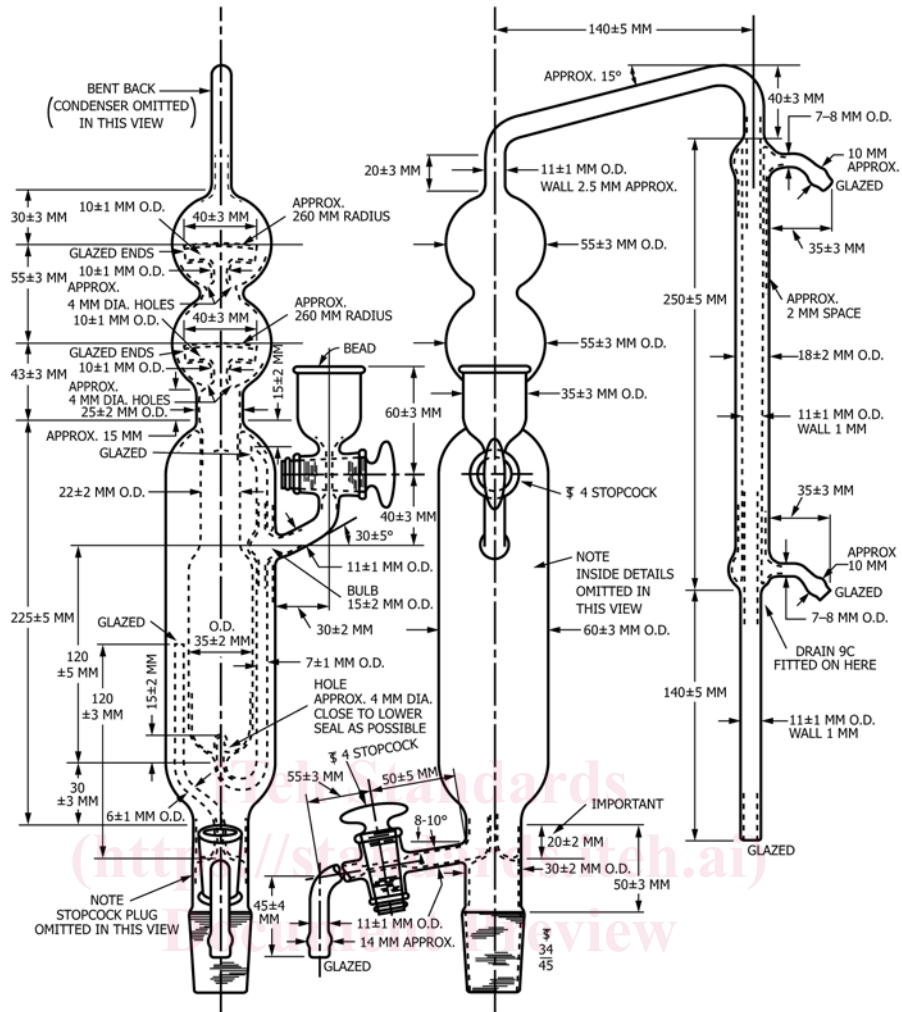 140±5 MM
APPROX. 15°
BENT BACK
(CONDENSER OMITTED
IN THIS VIEW)
40±3 MM
7–8 MM O.D.
10 MM
APPROX.
GLAZED
20±3 MM
11±1 MM O.D.
WALL 2.5 MM APPROX.
30±3 MM
10±1 MM O.D.
40±3 MM
APPROX.
260 MM RADIUS
35±3 MM
55±3 MM
GLAZED ENDS
10±1 MM O.D.
APPROX.
4 MM DIA. HOLES
55±3 MM O.D.
250±5 MM
APPROX.
2 MM SPACE
10±1 MM O.D.
40±3 MM
APPROX.
260 MM RADIUS
43±3 MM
GLAZED ENDS
10±1 MM O.D.
APPROX.
4 MM DIA. HOLES
15±2 MM
BEAD
55±3 MM O.D.
18±2 MM O.D.
25±2 MM O.D.
60±3 MM
35±3 MM O.D.
11±1 MM O.D.
WALL 1 MM
APPROX. 15 MM
GLAZED
22±2 MM O.D.
40±3 MM
30±5°
$ 4 STOPCOCK
35±3 MM
11±1 MM O.D.
BULB
15±2 MM O.D.
30±2 MM
NOTE
INSIDE DETAILS
OMITTED IN
THIS VIEW
APPROX
10 MM
GLAZED
7–8 MM O.D.
225±5 MM
GLAZED
O.D.
35±2 MM
60±3 MM O.D.
DRAIN 9C
FITTED ON HERE
120
±5 MM
120
±3 MM
15±2 MM
7±1 MM O.D.
HOLE
APPROX. 4 MM DIA.
CLOSE TO LOWER
SEAL AS POSSIBLE
140±5 MM
11±1 MM O.D.
WALL 1 MM
$ 4 STOPCOCK
55±3 MM
50±5 MM
30
±3 MM
6±1 MM O.D.
8-10°
IMPORTANT
20±2 MM
30±2 MM O.D.
50±3 MM
GLAZED
NOTE
STOPCOCK PLUG
OMITTED IN THIS VIEW
45±4
MM
11±1 MM O.D.
14 MM APPROX.
GLAZED
$
34
45
iTeh Standards
(https://standards.iteh.ai)
Document Preview